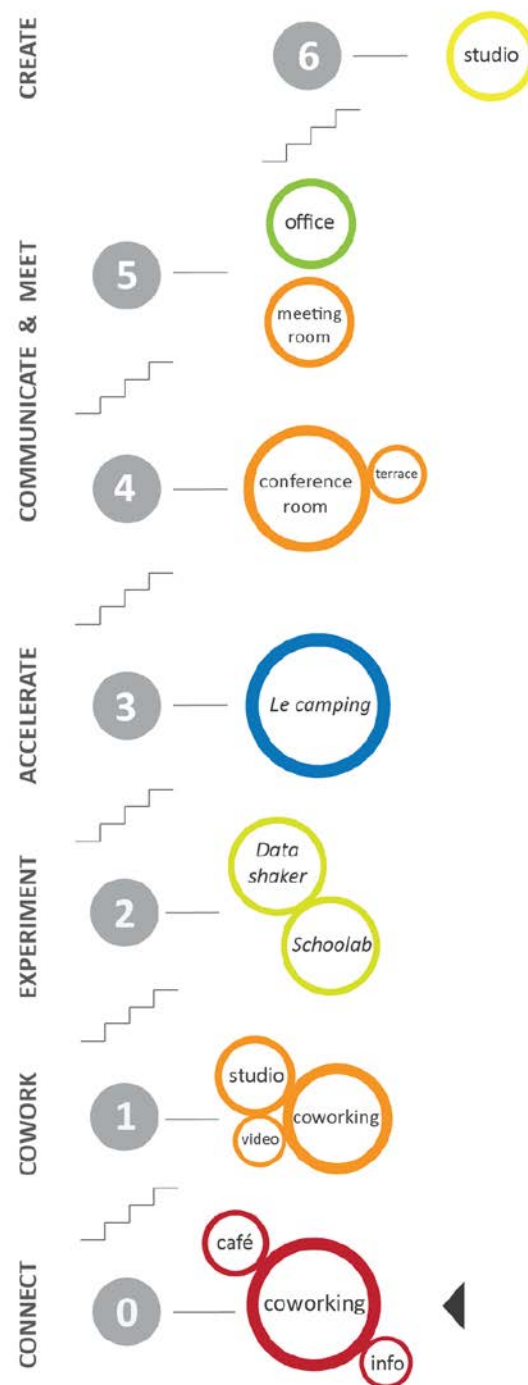 CREATE
6
studio
COMMUNICATE & MEET
5
office
meeting
room
4
conference
room
terrace
ACCELERATE
3
Le camping
EXPERIMENT
2
Data
shaker
Schoolab
COWORK
1
studio
video
coworking
CONNECT
0
café
coworking
info